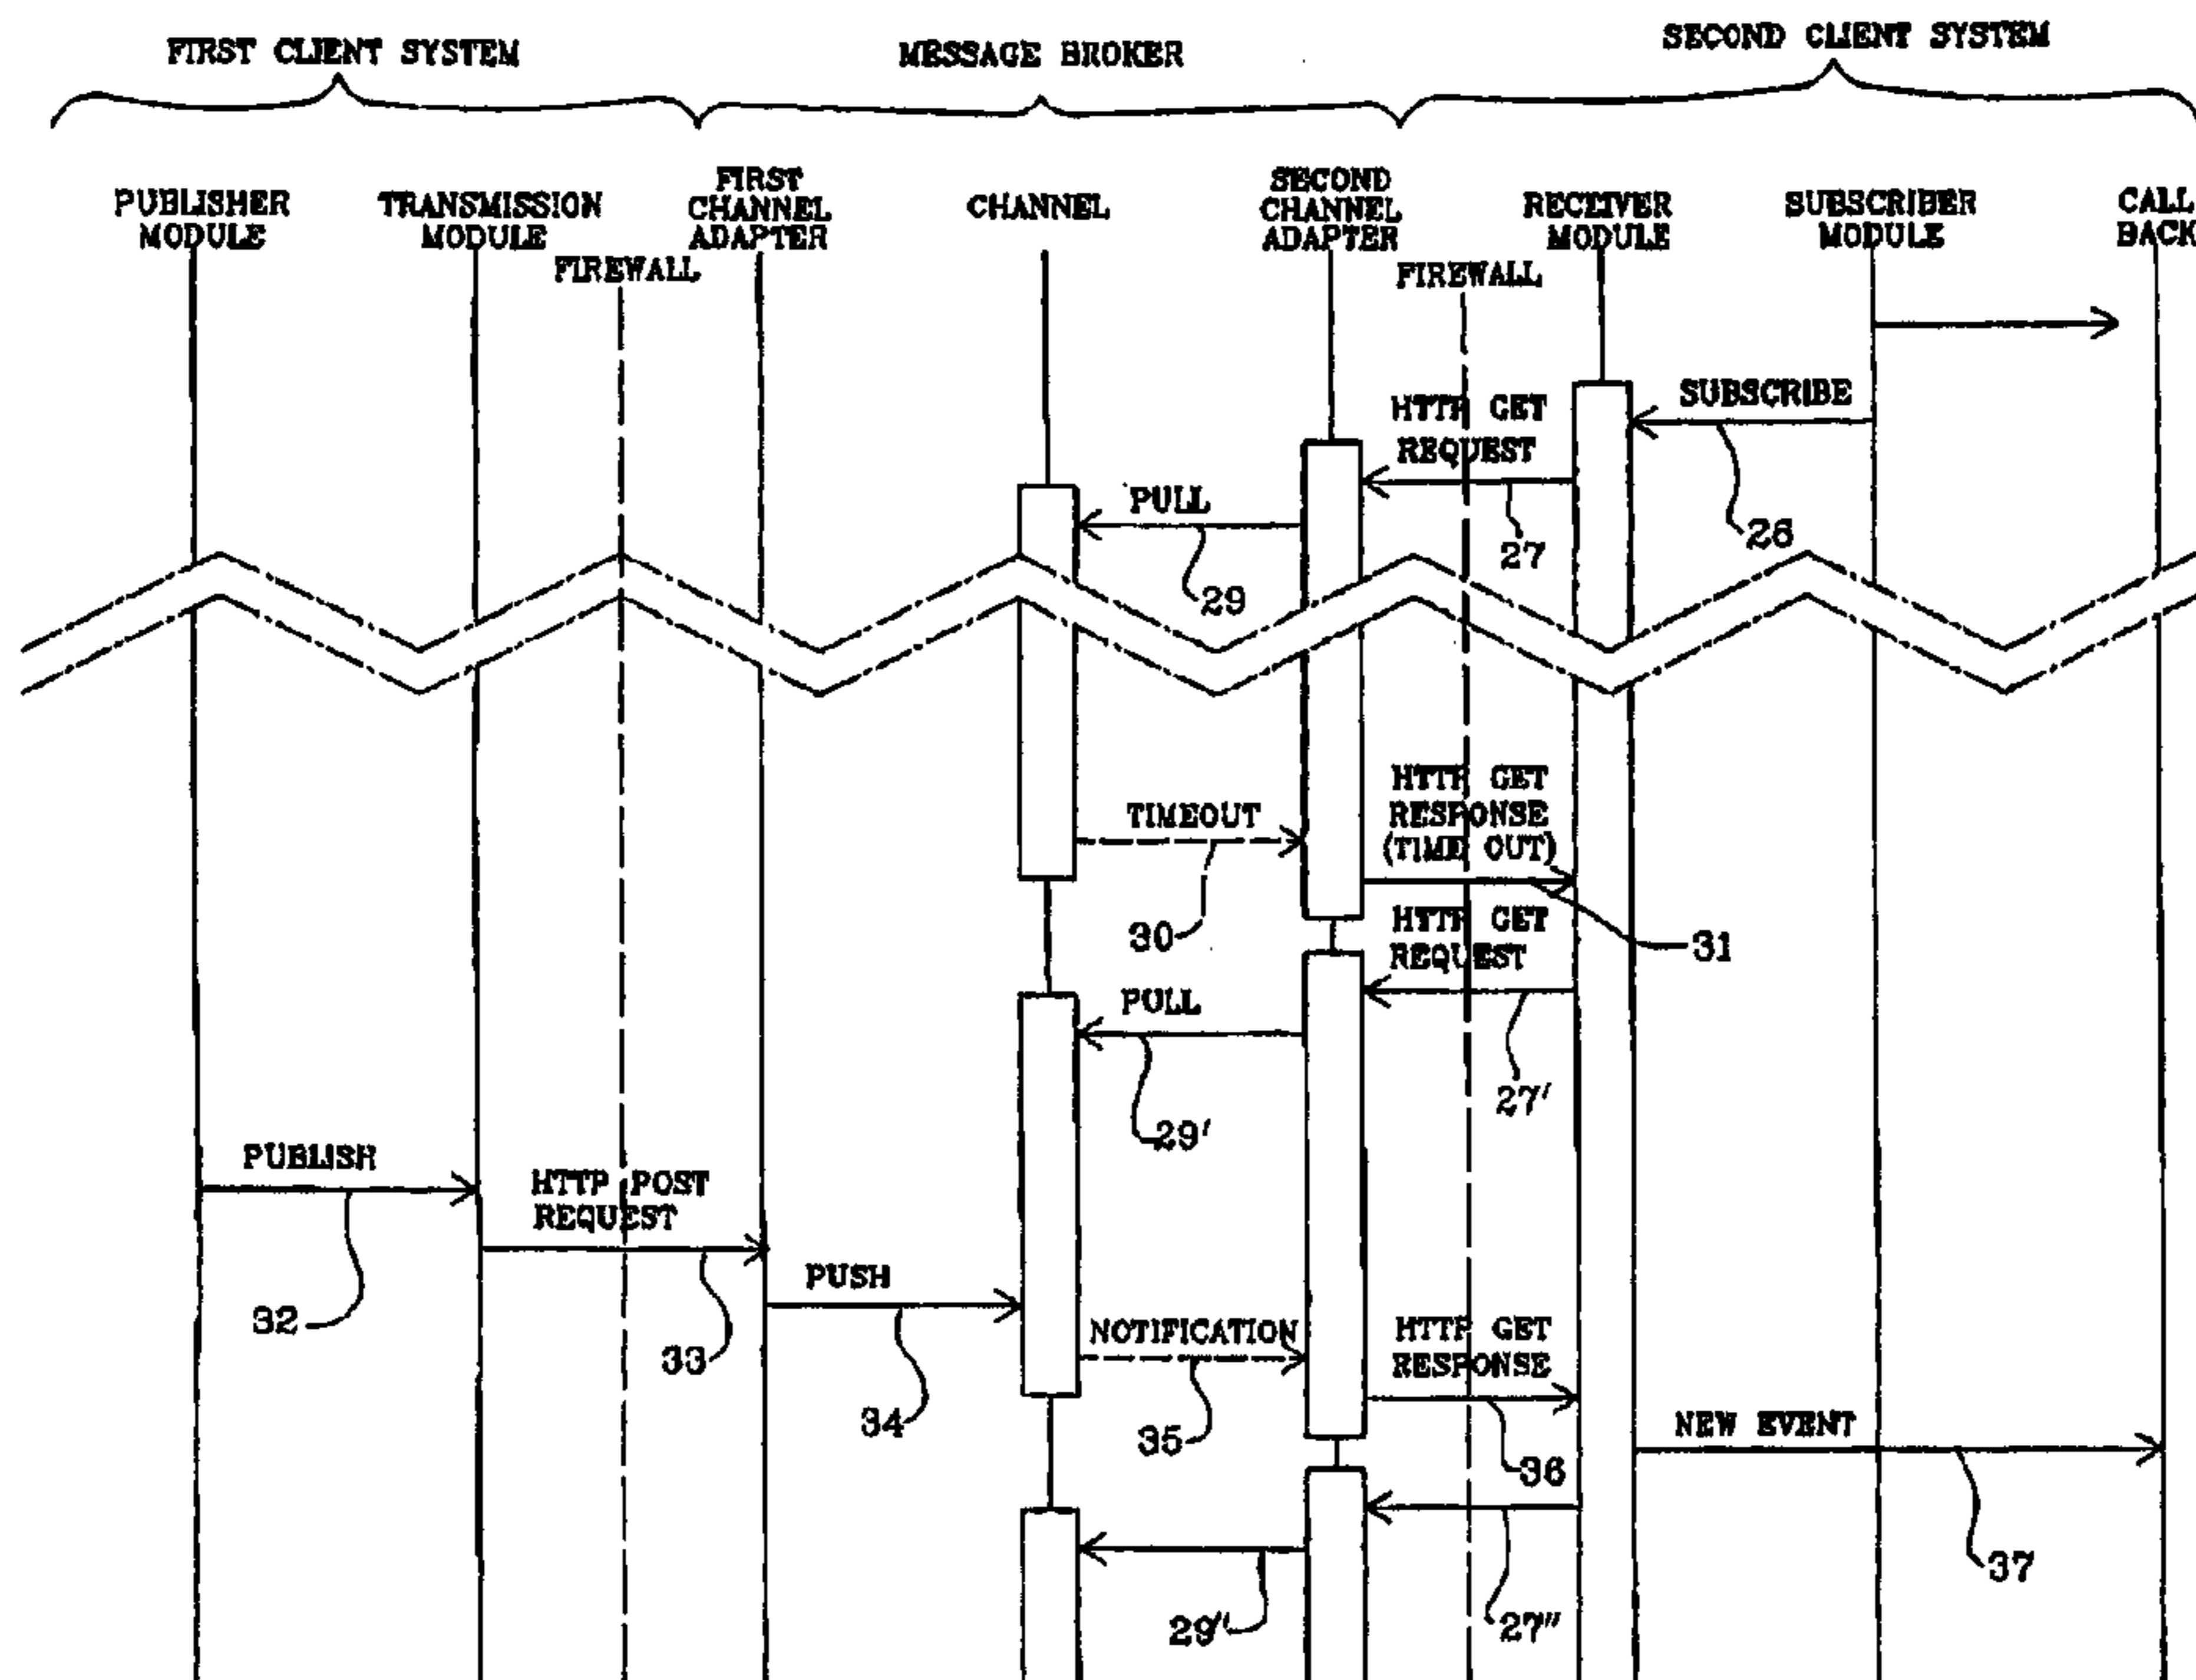 FIRST CLIENT SYSTEM
MESSAGE BROKER
SECOND CLIENT SYSTEM
PUBLISHER
MODULE
TRANSMISSION
MODULE
FIREWALL
FIRST
CHANNEL
ADAPTER
CHANNEL
SECOND
CHANNEL
ADAPTER
FIREWALL
RECEIVER
MODULE
SUBSCRIBER
MODULE
CALL
BACK
SUBSCRIBE
26
HTTP GET
REQUEST
27
PULL
29
TIMEOUT
30
HTTP GET
RESPONSE
(TIME OUT)
31
HTTP GET
REQUEST
27'
PULL
29'
PUBLISH
32
HTTP POST
REQUEST
33
PUSH
34
NOTIFICATION
35
HTTP GET
RESPONSE
36
NEW EVENT
37
27"
29"